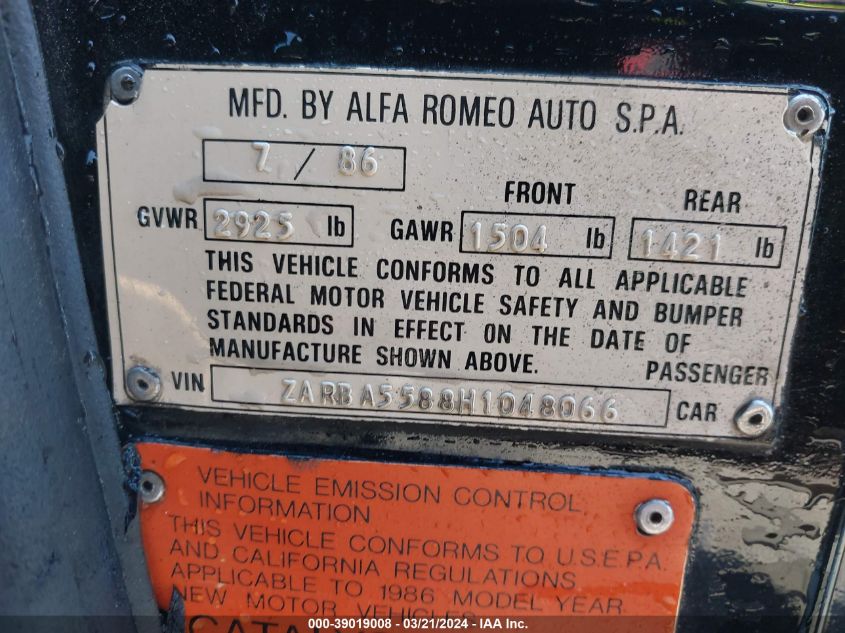 MFD. BY ALFA ROMEO AUTO S.P.A.
7 / 86
FRONT REAR
GVWR 2925 lb GAWR 1504 lb 1421 lb
THIS VEHICLE CONFORMS TO ALL APPLICABLE
FEDERAL MOTOR VEHICLE SAFETY AND BUMPER
STANDARDS IN EFFECT ON THE DATE OF
MANUFACTURE SHOWN ABOVE. PASSENGER
VIN ZARBA5588H1048066 CAR
VEHICLE EMISSION CONTROL
INFORMATION
THIS VEHICLE CONFORMS TO U.S.E.P.A.
AND CALIFORNIA REGULATIONS
APPLICABLE TO 1986 MODEL YEAR
NEW MOTOR VEHICLES
000-39019008 - 03/21/2024 - IAA Inc.